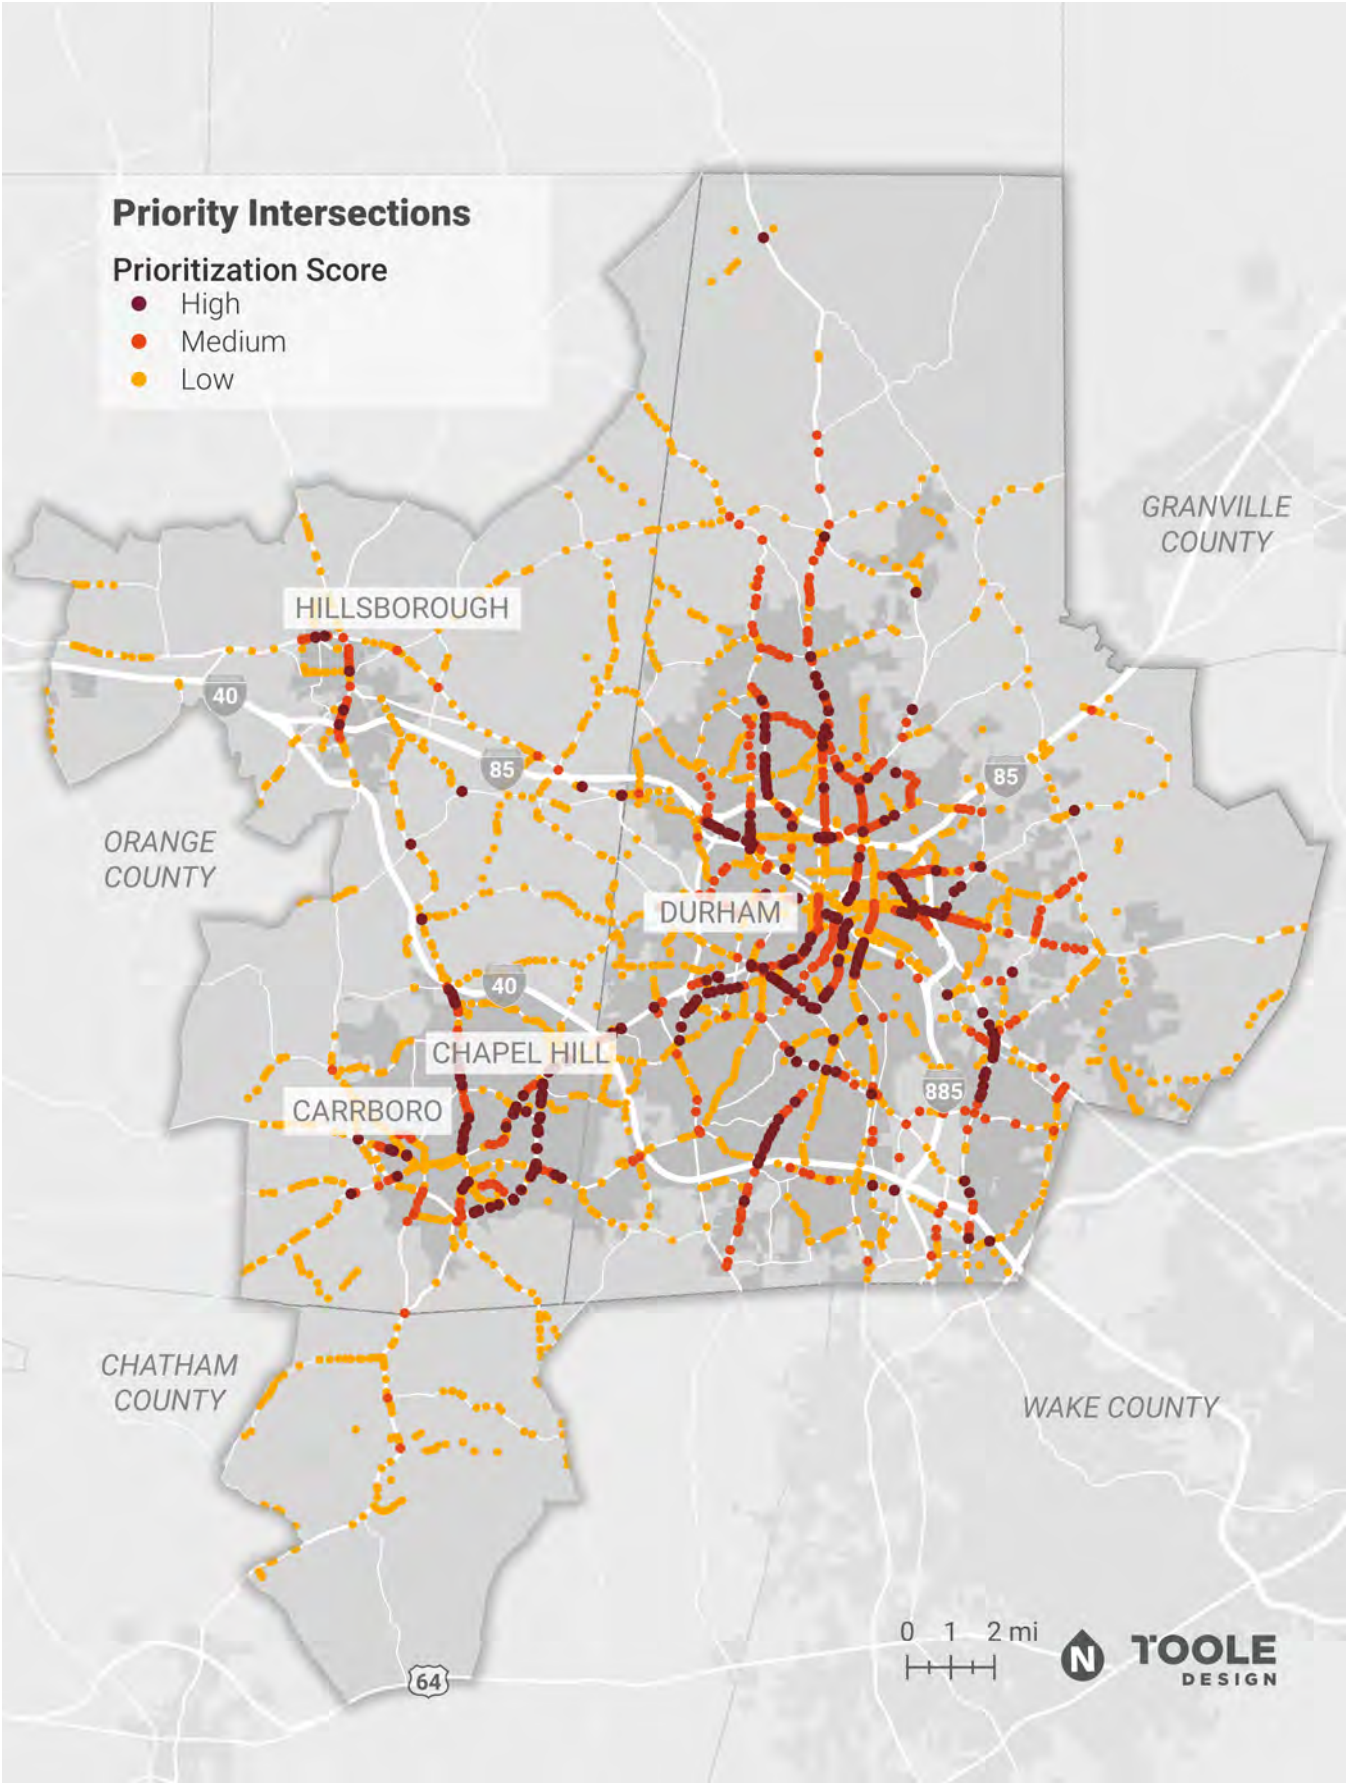 Priority Intersections
Prioritization Score
High
Medium
Low
GRANVILLE
COUNTY
HILLSBOROUGH
40
85
85
ORANGE
COUNTY
DURHAM
40
CHAPEL HILL
885
CARRBORO
CHATHAM
COUNTY
WAKE COUNTY
0 1 2 mi
N
TOOLE
DESIGN
64